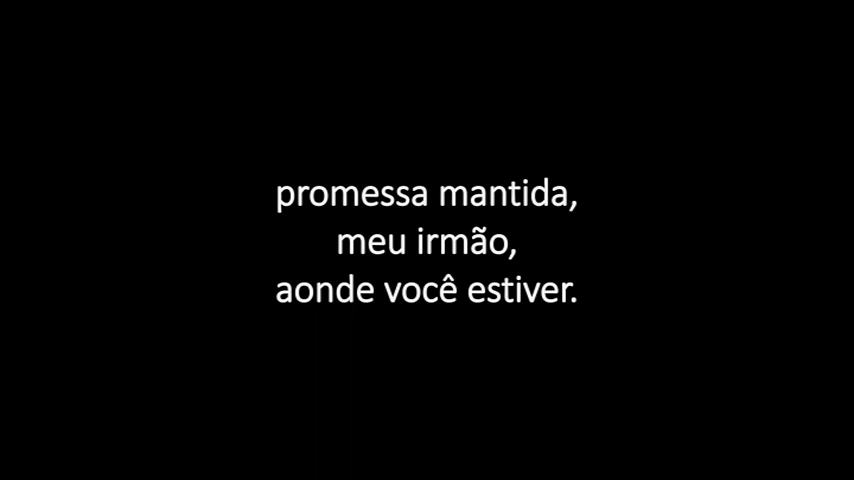 promessa mantida,
meu irmão,
aonde você estiver.